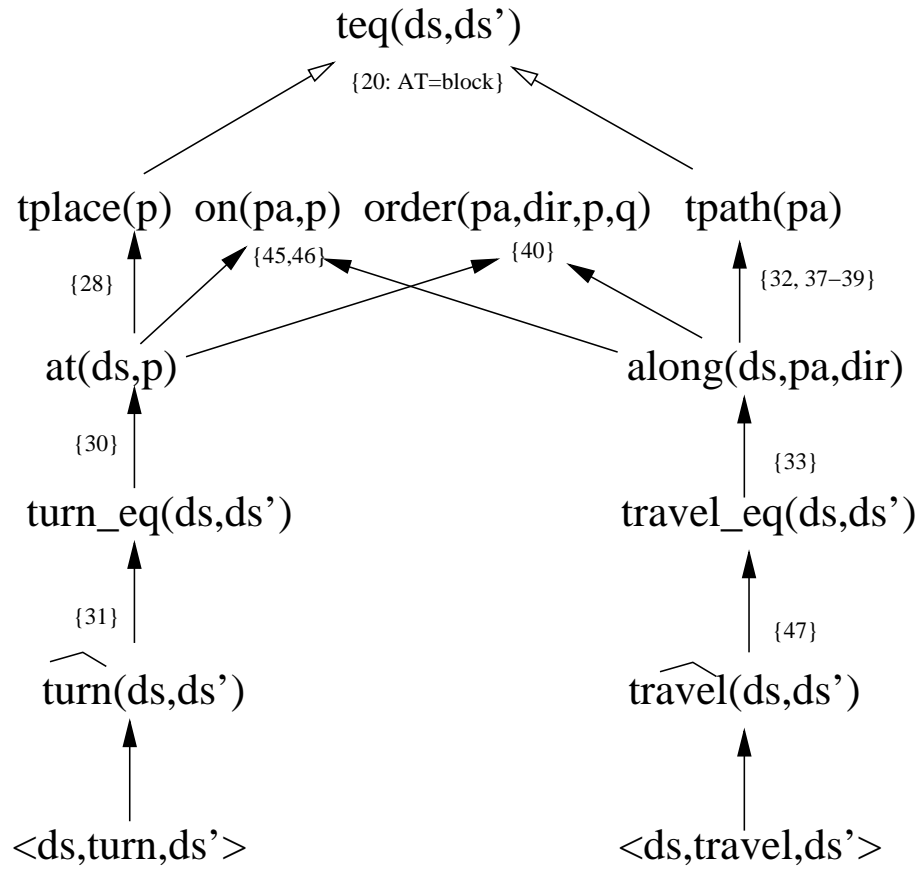 teq(ds,ds’)
{20: AT=block}
tplace(p) on(pa,p) order(pa,dir,p,q) tpath(pa)
{28} {45,46} {40} {32, 37–39}
at(ds,p) along(ds,pa,dir)
{30} {33}
turn_eq(ds,ds’) travel_eq(ds,ds’)
{31} {47}
turn(ds,ds’) travel(ds,ds’)
<ds,turn,ds’> <ds,travel,ds’>